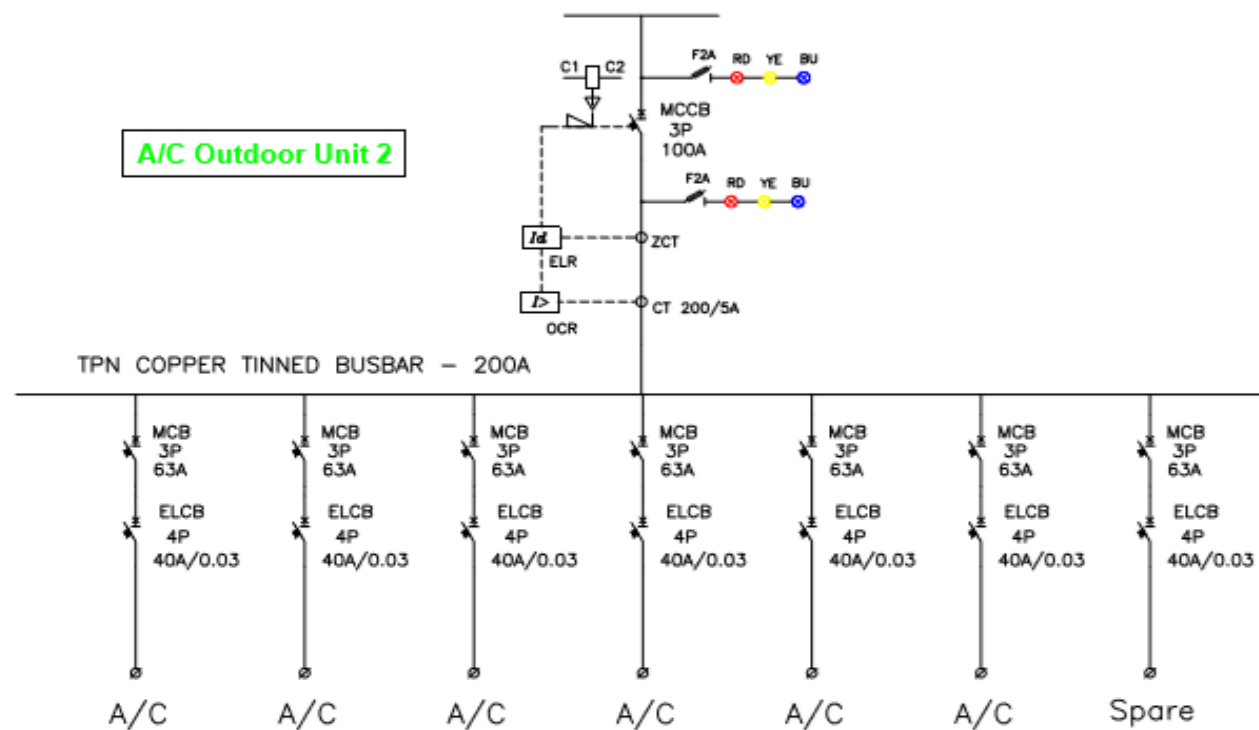 F2A RD YE BU
C1 C2
MCCB
3P
100A
A/C Outdoor Unit 2
F2A RD YE BU
Id
ZCT
ELR
I>
CT 200/5A
OCR
TPN COPPER TINNED BUSBAR - 200A
MCB MCB MCB MCB MCB MCB MCB
3P 3P 3P 3P 3P 3P 3P
63A 63A 63A 63A 63A 63A 63A
ELCB ELCB ELCB ELCB ELCB ELCB ELCB
4P 4P 4P 4P 4P 4P 4P
40A/0.03 40A/0.03 40A/0.03 40A/0.03 40A/0.03 40A/0.03 40A/0.03
A/C A/C A/C A/C A/C A/C Spare